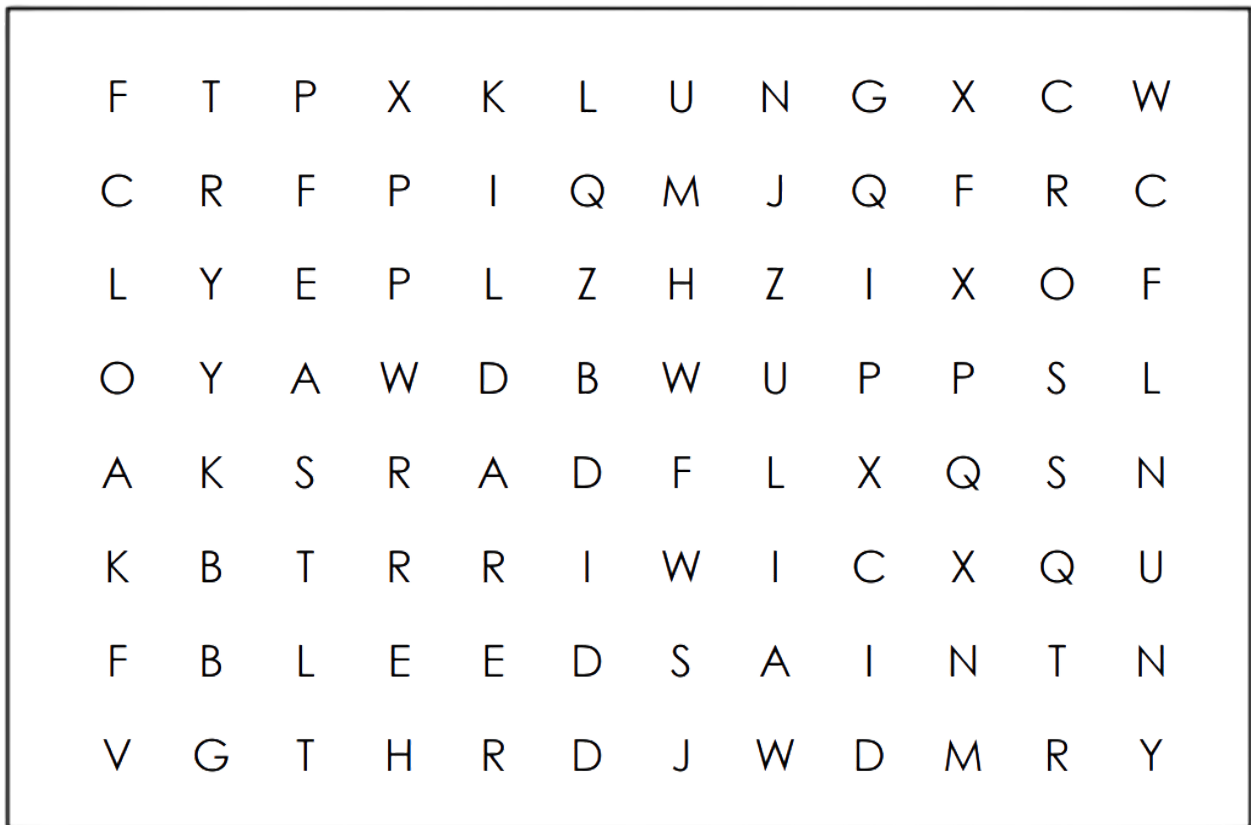 F T P X K L U N G X C W
C R F P I Q M J Q F R C
L Y E P L Z H Z I X O F
O Y A W D B W U P P S L
A K S R A D F L X Q S N
K B T R R I W I C X Q U
F B L E E D S A I N T N
V G T H R D J W D M R Y